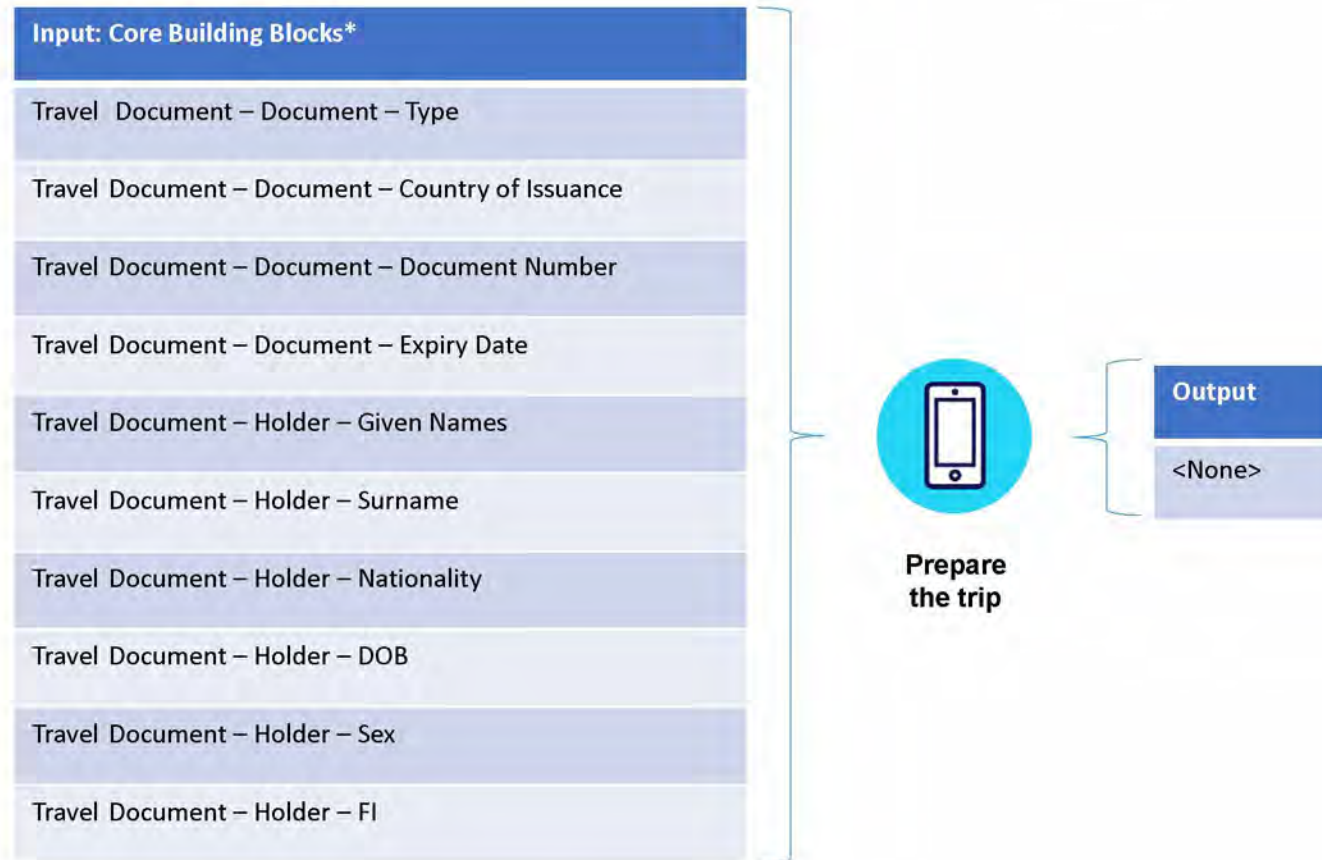 Input: Core Building Blocks*
Travel Document – Document – Type
Travel Document – Document – Country of Issuance
Travel Document – Document – Document Number
Travel Document – Document – Expiry Date
Travel Document – Holder – Given Names
Travel Document – Holder – Surname
Travel Document – Holder – Nationality
Travel Document – Holder – DOB
Travel Document – Holder – Sex
Travel Document – Holder – FI
Prepare
the trip
Output
<None>